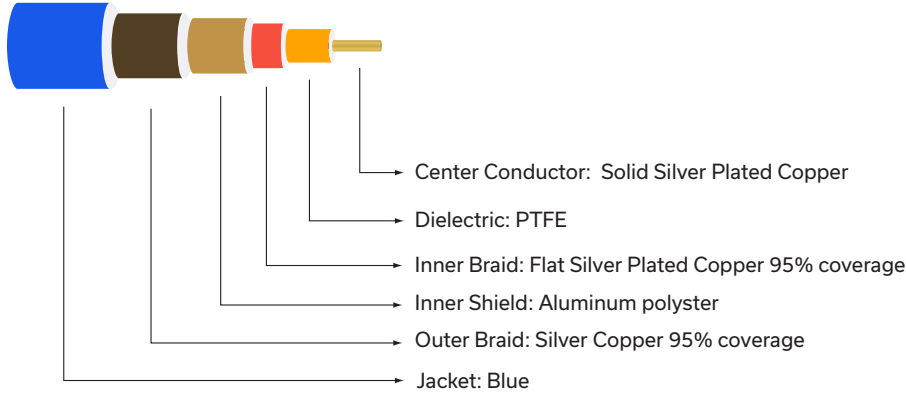 Center Conductor:  Solid Silver Plated Copper
Dielectric: PTFE
Inner Braid: Flat Silver Plated Copper 95% coverage
Inner Shield: Aluminum polyster
Outer Braid: Silver Copper 95% coverage
Jacket: Blue